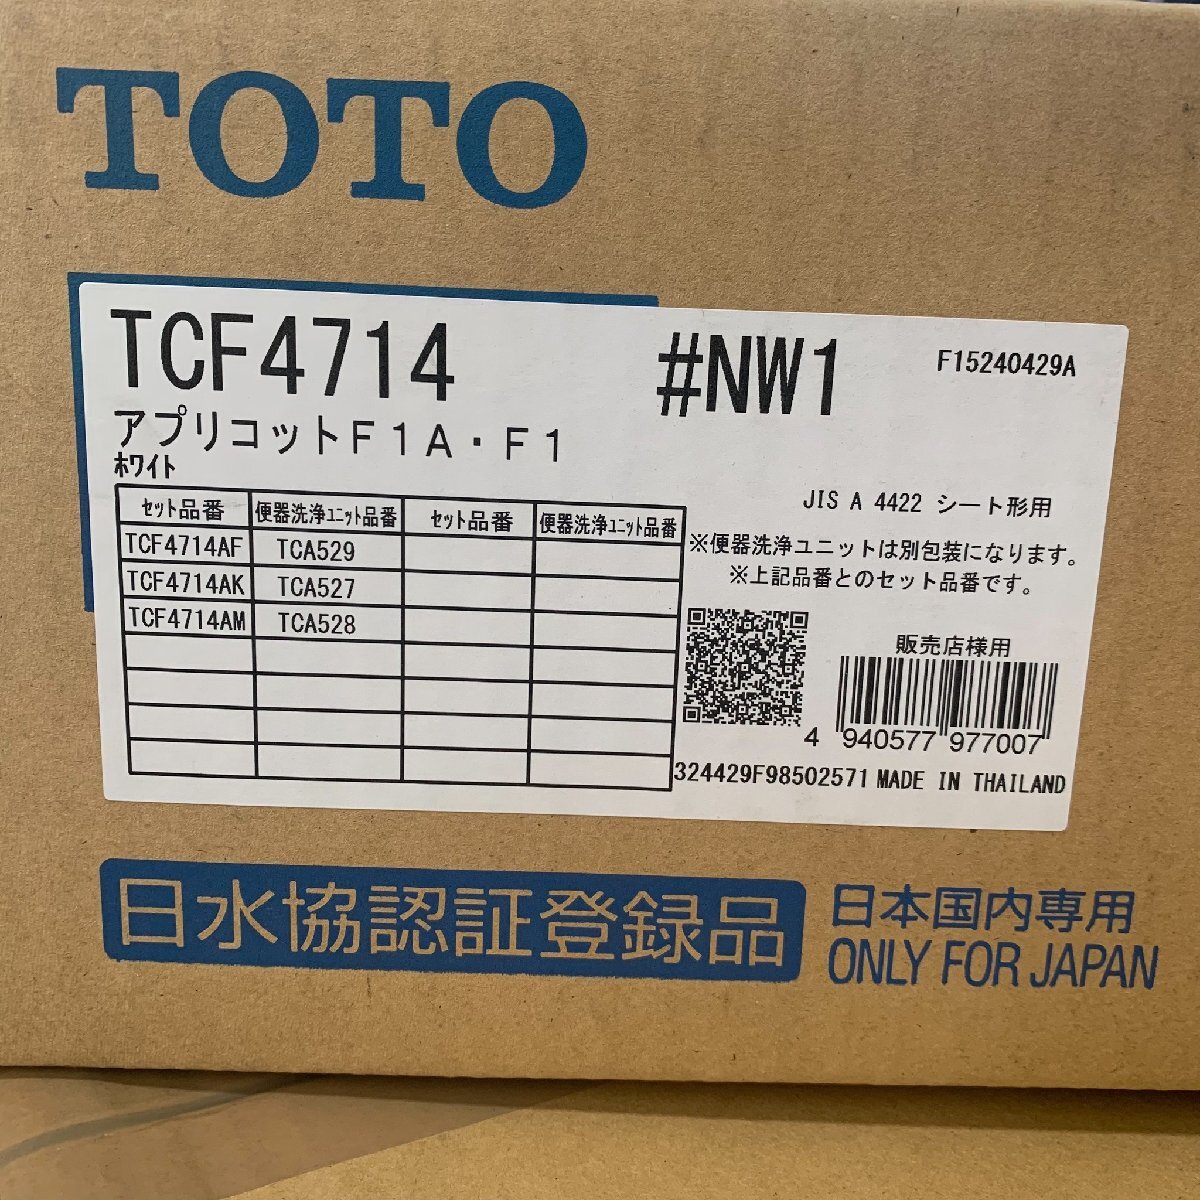 TOTO
TCF4714
#NW1
F15240429A
アプリコットF1A・F1
ホワイト
JIS A 4422 シート形用
セット品番 便器洗浄ユニット品番 セット品番 便器洗浄ユニット品番
TCF4714AF TCA529
TCF4714AK TCA527
TCF4714AM TCA528
※便器洗浄ユニットは別包装になります。
※上記品番とのセット品番です。
販売店様用
4 940577 977007
324429F98502571 MADE IN THAILAND
日水協認証登録品
日本国内専用
ONLY FOR JAPAN